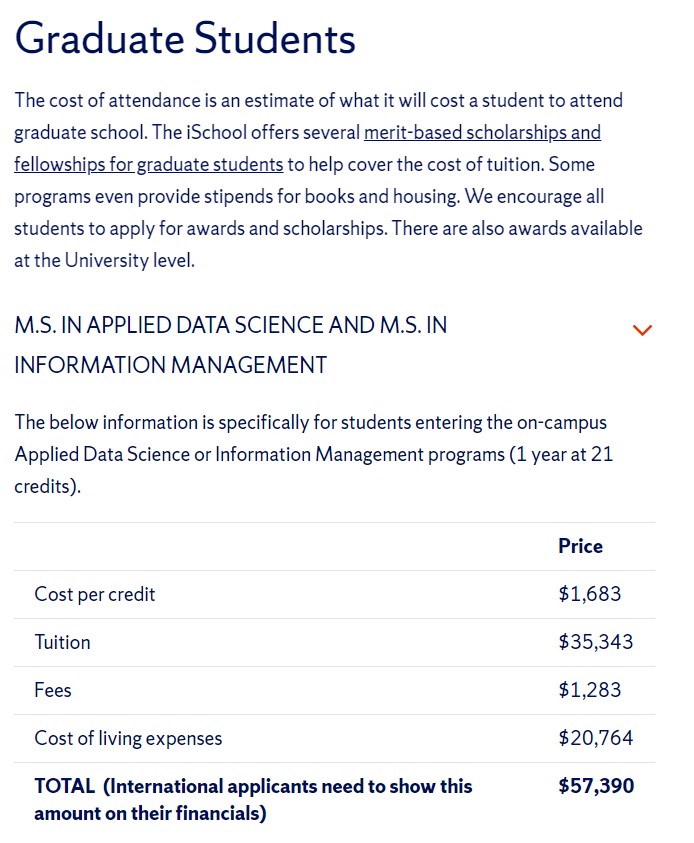 Graduate Students
The cost of attendance is an estimate of what it will cost a student to attend
graduate school. The iSchool offers several merit-based scholarships and
fellowships for graduate students to help cover the cost of tuition. Some
programs even provide stipends for books and housing. We encourage all
students to apply for awards and scholarships. There are also awards available
at the University level.
M.S. IN APPLIED DATA SCIENCE AND M.S. IN
INFORMATION MANAGEMENT
The below information is specifically for students entering the on-campus
Applied Data Science or Information Management programs (1 year at 21
credits).
Price
Cost per credit $1,683
Tuition $35,343
Fees $1,283
Cost of living expenses $20,764
TOTAL (International applicants need to show this $57,390
amount on their financials)